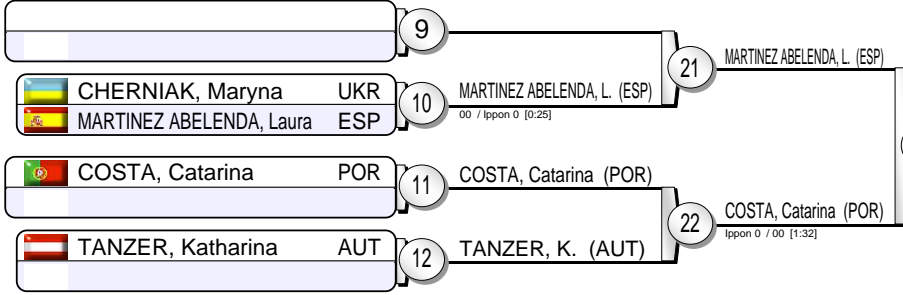 9
CHERNIAK, Maryna UKR
MARTINEZ ABELENDA, Laura ESP
10
MARTINEZ ABELENDA, L. (ESP)
00 / Ippon 0 [0:25]
21
MARTINEZ ABELENDA, L. (ESP)
COSTA, Catarina POR
11
COSTA, Catarina (POR)
TANZER, Katharina AUT
12
TANZER, K. (AUT)
22
COSTA, Catarina (POR)
Ippon 0 / 00 [1:32]